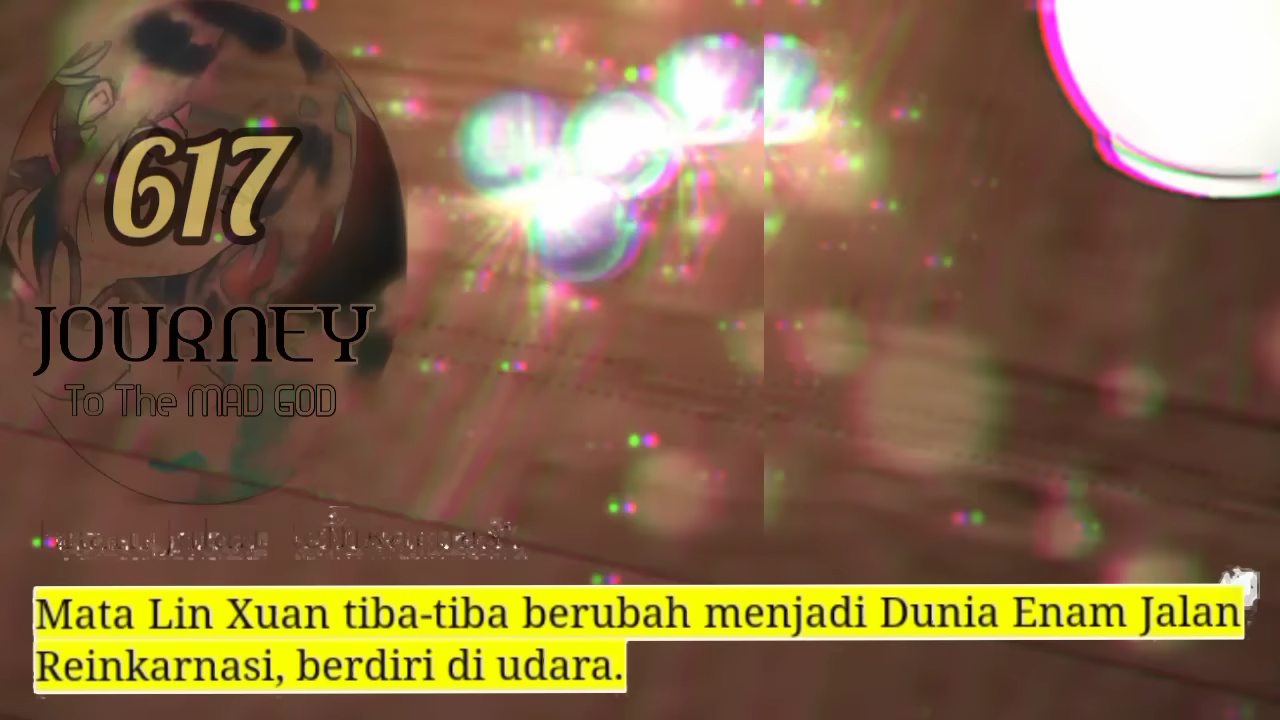 617
JOURNEY
To The MAD GOD
Mata Lin Xuan tiba-tiba berubah menjadi Dunia Enam Jalan
Reinkarnasi, berdiri di udara.